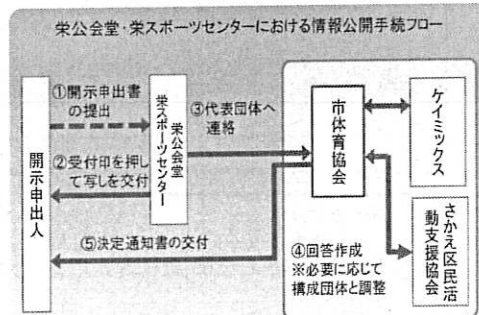 栄公会堂・栄スポーツセンターにおける情報公開手続フロー
①開示申出書
の提出
②受付印を押し
て写しを交付
開示申出人
栄公会堂
栄スポーツセンター
③代表団体へ
連絡
市体育協会
ケイミックス
さかえ区民活
動支援協会
④回答作成
※必要に応じて
構成団体と調整
⑤決定通知書の交付